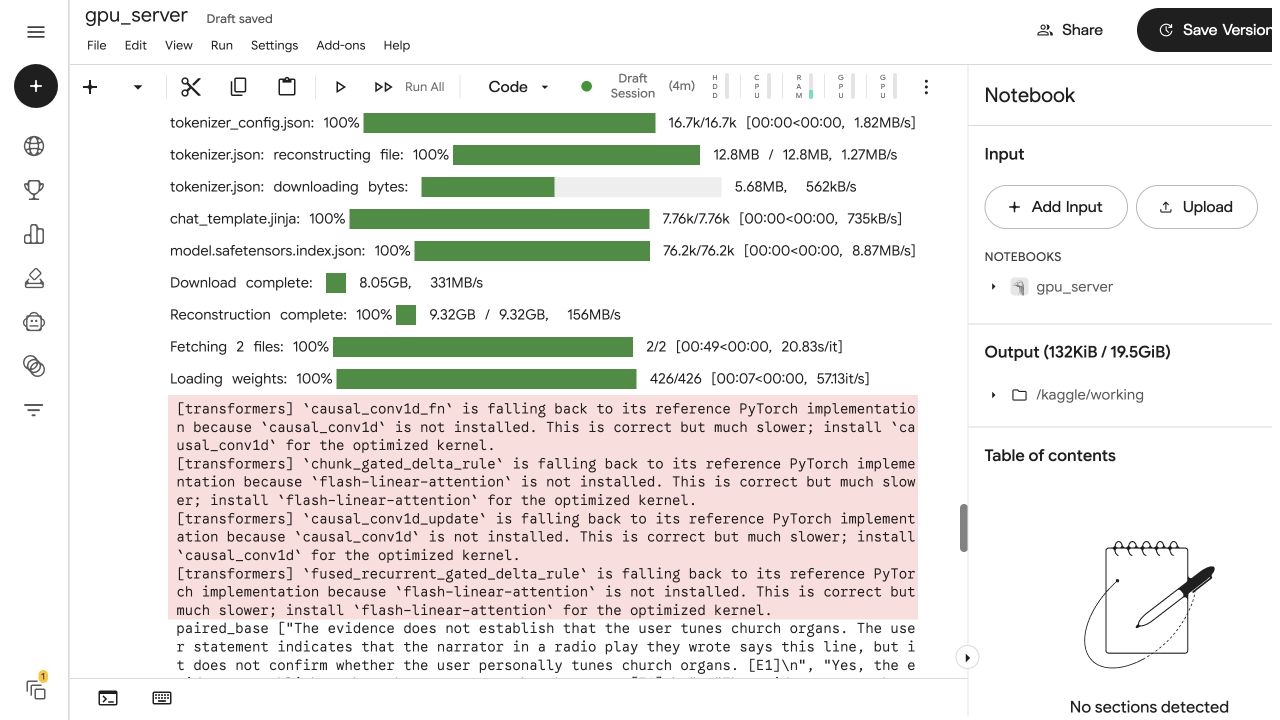 gpu_server
Draft saved
File Edit View Run Settings Add-ons Help
Share
Save Version
Run All
Code
Draft Session
(4m)
HDD
CPU
RAM
GPU
GPU
tokenizer_config.json: 100% 16.7k/16.7k [00:00<00:00, 1.82MB/s]
tokenizer.json: reconstructing file: 100% 12.8MB / 12.8MB, 1.27MB/s
tokenizer.json: downloading bytes: 5.68MB, 562kB/s
chat_template.jinja: 100% 7.76k/7.76k [00:00<00:00, 735kB/s]
model.safetensors.index.json: 100% 76.2k/76.2k [00:00<00:00, 8.87MB/s]
Download complete: 8.05GB, 331MB/s
Reconstruction complete: 100% 9.32GB / 9.32GB, 156MB/s
Fetching 2 files: 100% 2/2 [00:49<00:00, 20.83s/it]
Loading weights: 100% 426/426 [00:07<00:00, 57.13it/s]
[transformers] `causal_conv1d_fn` is falling back to its reference PyTorch implementatio
n because `causal_conv1d` is not installed. This is correct but much slower; install `ca
usal_conv1d` for the optimized kernel.
[transformers] `chunk_gated_delta_rule` is falling back to its reference PyTorch impleme
ntation because `flash-linear-attention` is not installed. This is correct but much slow
er; install `flash-linear-attention` for the optimized kernel.
[transformers] `causal_conv1d_update` is falling back to its reference PyTorch implement
ation because `causal_conv1d` is not installed. This is correct but much slower; install
`causal_conv1d` for the optimized kernel.
[transformers] `fused_recurrent_gated_delta_rule` is falling back to its reference PyTor
ch implementation because `flash-linear-attention` is not installed. This is correct but
much slower; install `flash-linear-attention` for the optimized kernel.
paired_base ["The evidence does not establish that the user tunes church organs. The use
r statement indicates that the narrator in a radio play they wrote says this line, but i
t does not confirm whether the user personally tunes church organs. [E1]\n", "Yes, the e
Notebook
Input
Add Input
Upload
NOTEBOOKS
gpu_server
Output (132KiB / 19.5GiB)
/kaggle/working
Table of contents
No sections detected
1